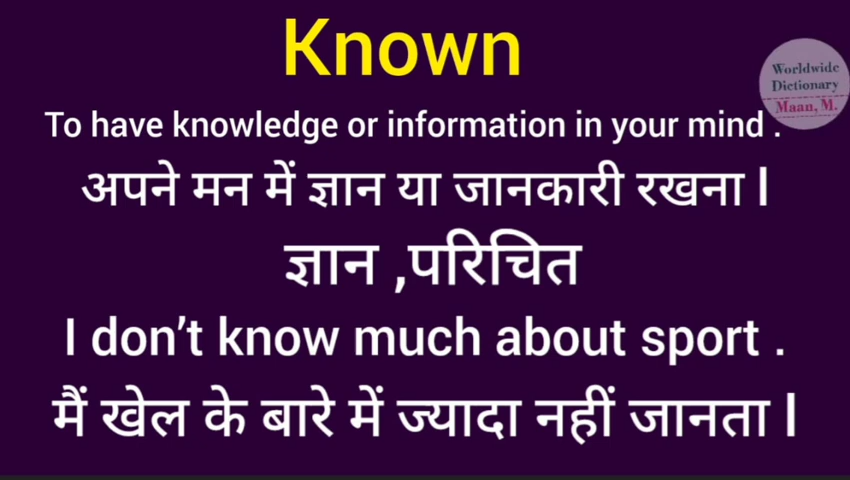 Known
Worldwide
Dictionary
Maan, M.
To have knowledge or information in your mind .
अपने मन में ज्ञान या जानकारी रखना l
ज्ञान ,परिचित
I don’t know much about sport .
मैं खेल के बारे में ज्यादा नहीं जानता l